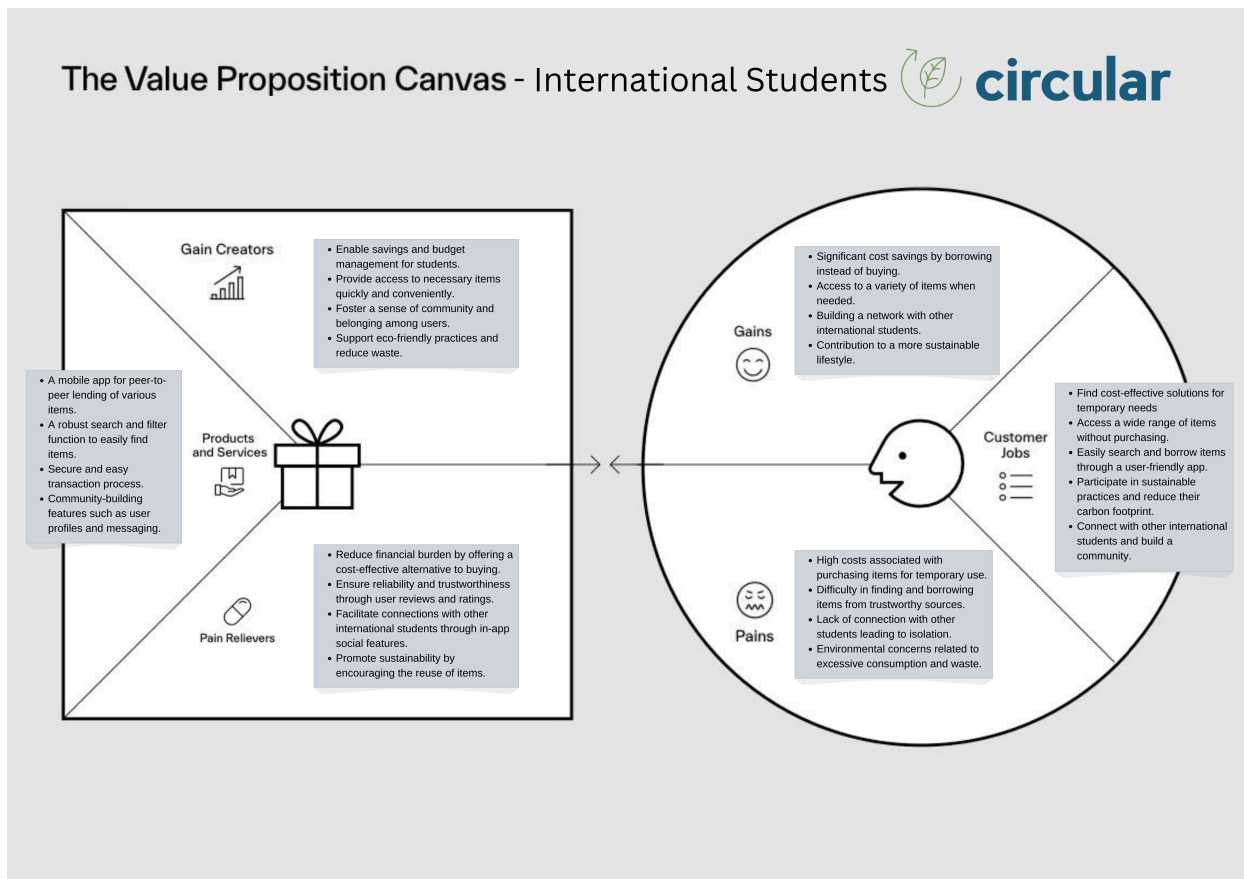 The Value Proposition Canvas - International Students
circular
Gain Creators
• Enable savings and budget
management for students.
• Provide access to necessary items
quickly and conveniently.
• Foster a sense of community and
belonging among users.
• Support eco-friendly practices and
reduce waste.
• A mobile app for peer-to-
peer lending of various
items.
• A robust search and filter
function to easily find
items.
• Secure and easy
transaction process.
• Community-building
features such as user
profiles and messaging.
Products
and Services
• Reduce financial burden by offering a
cost-effective alternative to buying.
• Ensure reliability and trustworthiness
through user reviews and ratings.
• Facilitate connections with other
international students through in-app
social features.
• Promote sustainability by
encouraging the reuse of items.
Pain Relievers
• Significant cost savings by borrowing
instead of buying.
• Access to a variety of items when
needed.
• Building a network with other
international students.
• Contribution to a more sustainable
lifestyle.
Gains
Customer
Jobs
• Find cost-effective solutions for
temporary needs
• Access a wide range of items
without purchasing.
• Easily search and borrow items
through a user-friendly app.
• Participate in sustainable
practices and reduce their
carbon footprint.
• Connect with other international
students and build a
community.
• High costs associated with
purchasing items for temporary use.
• Difficulty in finding and borrowing
items from trustworthy sources.
• Lack of connection with other
students leading to isolation.
• Environmental concerns related to
excessive consumption and waste.
Pains